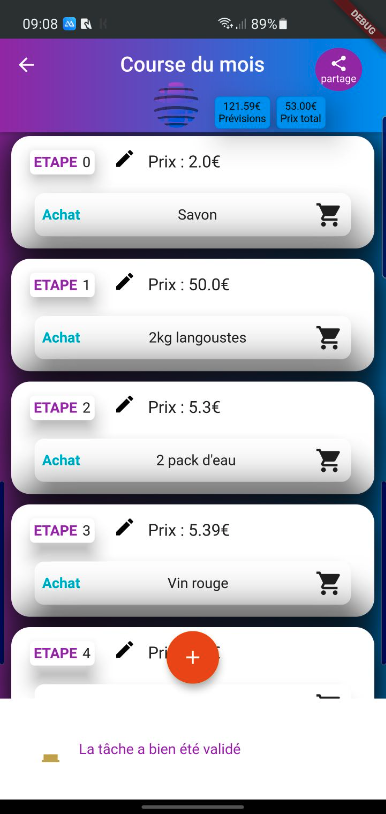 09:08
89%
DEBUG
Course du mois
partage
121.59€
Prévisions
53.00€
Prix total
ETAPE 0
Prix : 2.0€
Achat
Savon
ETAPE 1
Prix : 50.0€
Achat
2kg langoustes
ETAPE 2
Prix : 5.3€
Achat
2 pack d'eau
ETAPE 3
Prix : 5.39€
Achat
Vin rouge
ETAPE 4
+
La tâche a bien été validé